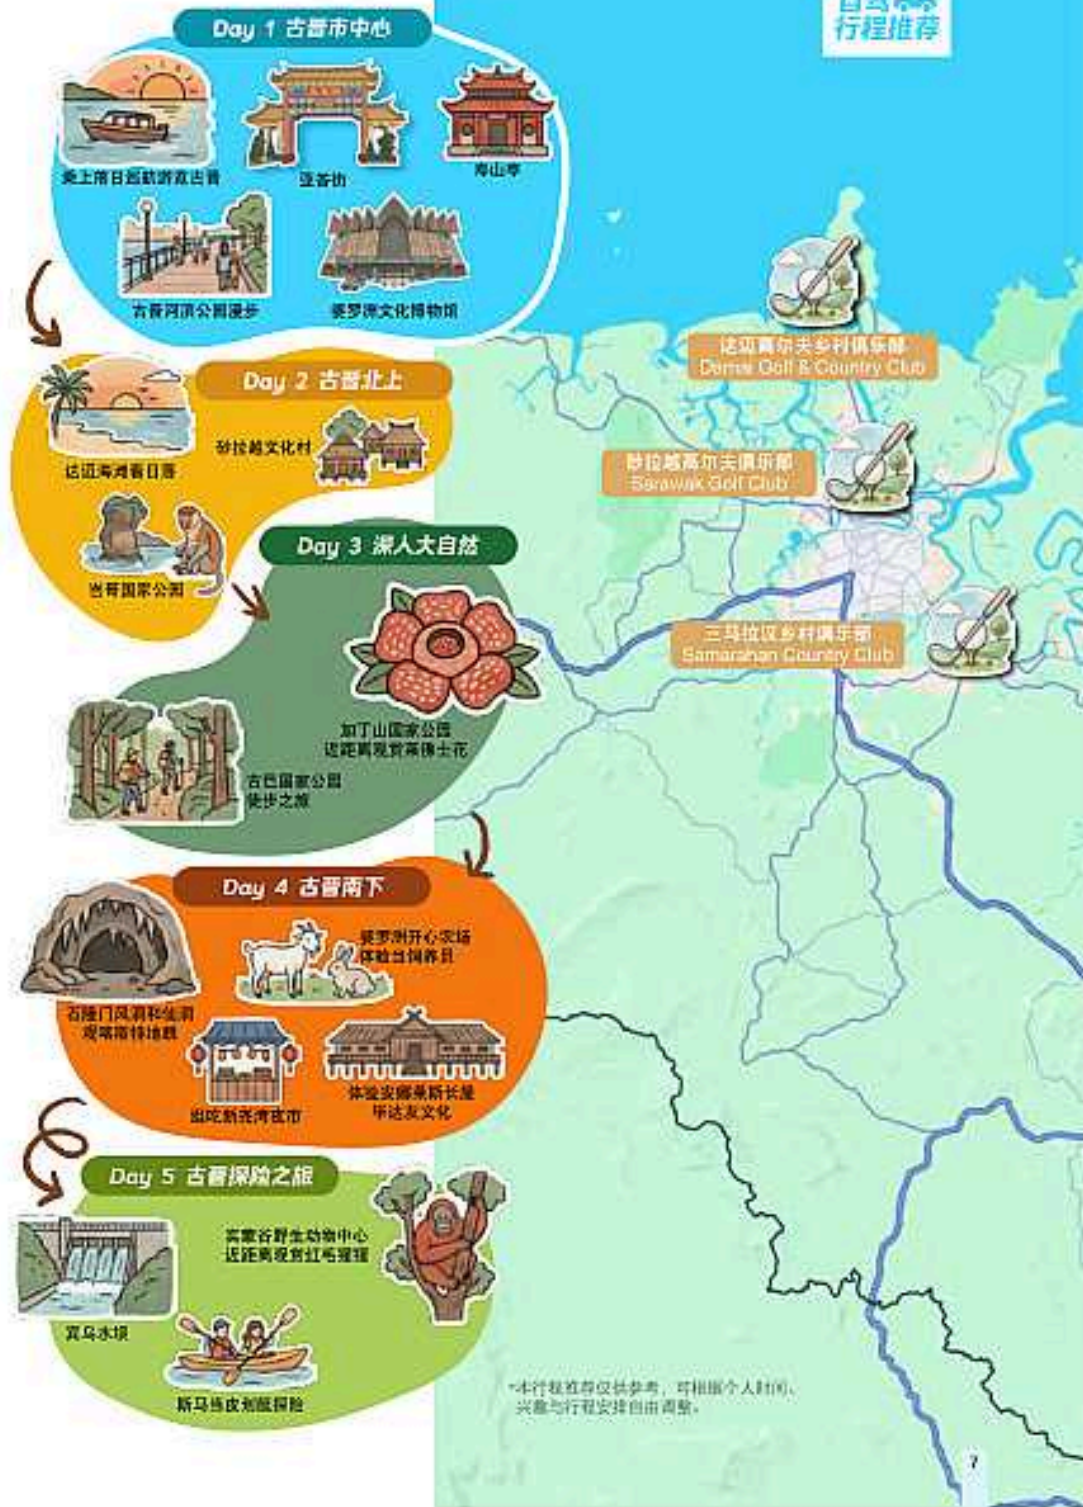 行程推荐
Day 1 古晋市中心
乘上落日巡航游览古晋
亚答街
寿山亭
古晋河滨公园漫步
婆罗洲文化博物馆
Day 2 古晋北上
达迈海滩看日落
砂拉越文化村
峇哥国家公园
Day 3 深入大自然
加丁山国家公园
近距离观赏莱佛士花
古巴国家公园
徒步之旅
Day 4 古晋南下
石隆门风洞和仙洞
观喀斯特地貌
婆罗洲开心农场
体验当饲养员
逛吃新尧湾夜市
体验安娜莱斯长屋
毕达友文化
Day 5 古晋探险之旅
宾乌水坝
实蒙谷野生动物中心
近距离观赏红毛猩猩
斯马当皮划艇探险
达迈高尔夫乡村俱乐部
Damai Golf & Country Club
砂拉越高尔夫俱乐部
Sarawak Golf Club
三马拉汉乡村俱乐部
Samarahan Country Club
*本行程推荐仅供参考，可根据个人时间、
兴趣与行程安排自由调整。
7